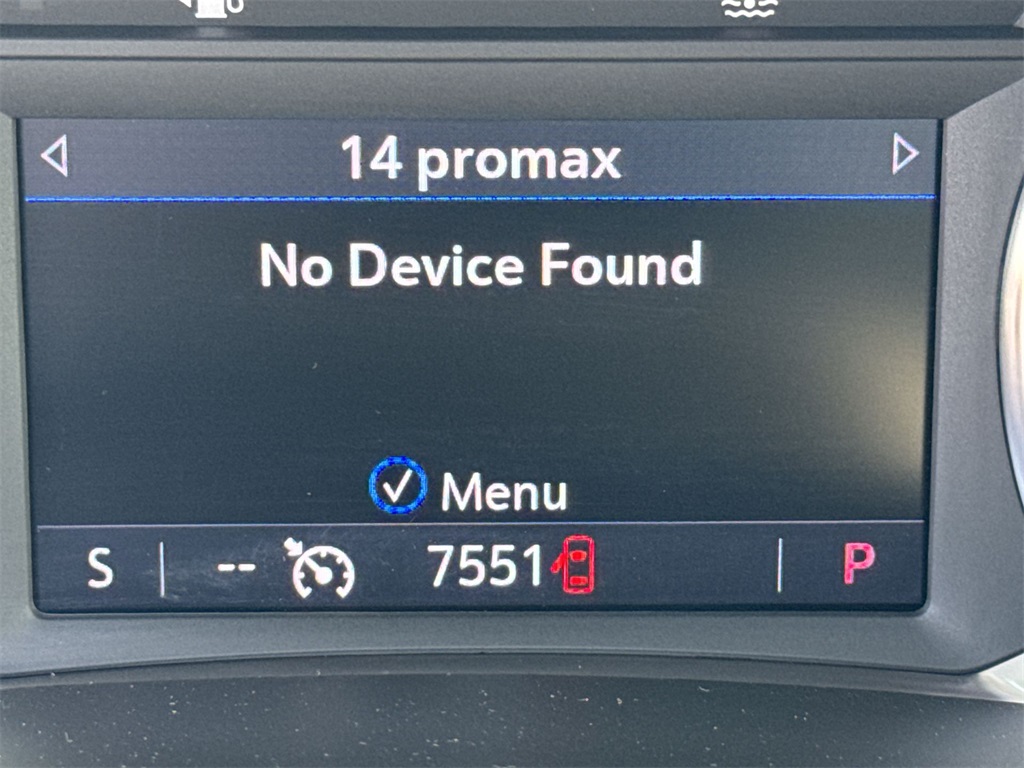 14 promax
No Device Found
Menu
S -- 7551 P